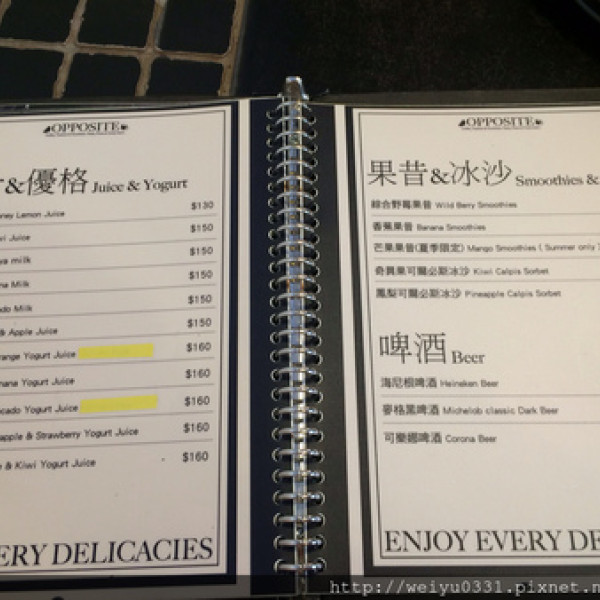 OPPOSITE
&優格 Juice & Yogurt
ney Lemon Juice $130
ri Juice $150
milk $150
na Milk $150
do Milk $150
& Apple Juice $150
range Yogurt Juice $160
nana Yogurt Juice $160
ocado Yogurt Juice $160
apple & Strawberry Yogurt Juice $160
& Kiwi Yogurt Juice $160
ERY DELICACIES
OPPOSITE
果昔&冰沙 Smoothies &
綜合野莓果昔 Wild Berry Smoothies
香蕉果昔 Banana Smoothies
芒果果昔(夏季限定) Mango Smoothies ( Summer only
奇異果可爾必斯冰沙 Kiwi Calpis Sorbet
鳳梨可爾必斯冰沙 Pineapple Calpis Sorbet
啤酒 Beer
海尼根啤酒 Heineken Beer
麥格黑啤酒 Michelob classic Dark Beer
可樂娜啤酒 Corona Beer
ENJOY EVERY DE
http://weiyu0331.pixnet.n